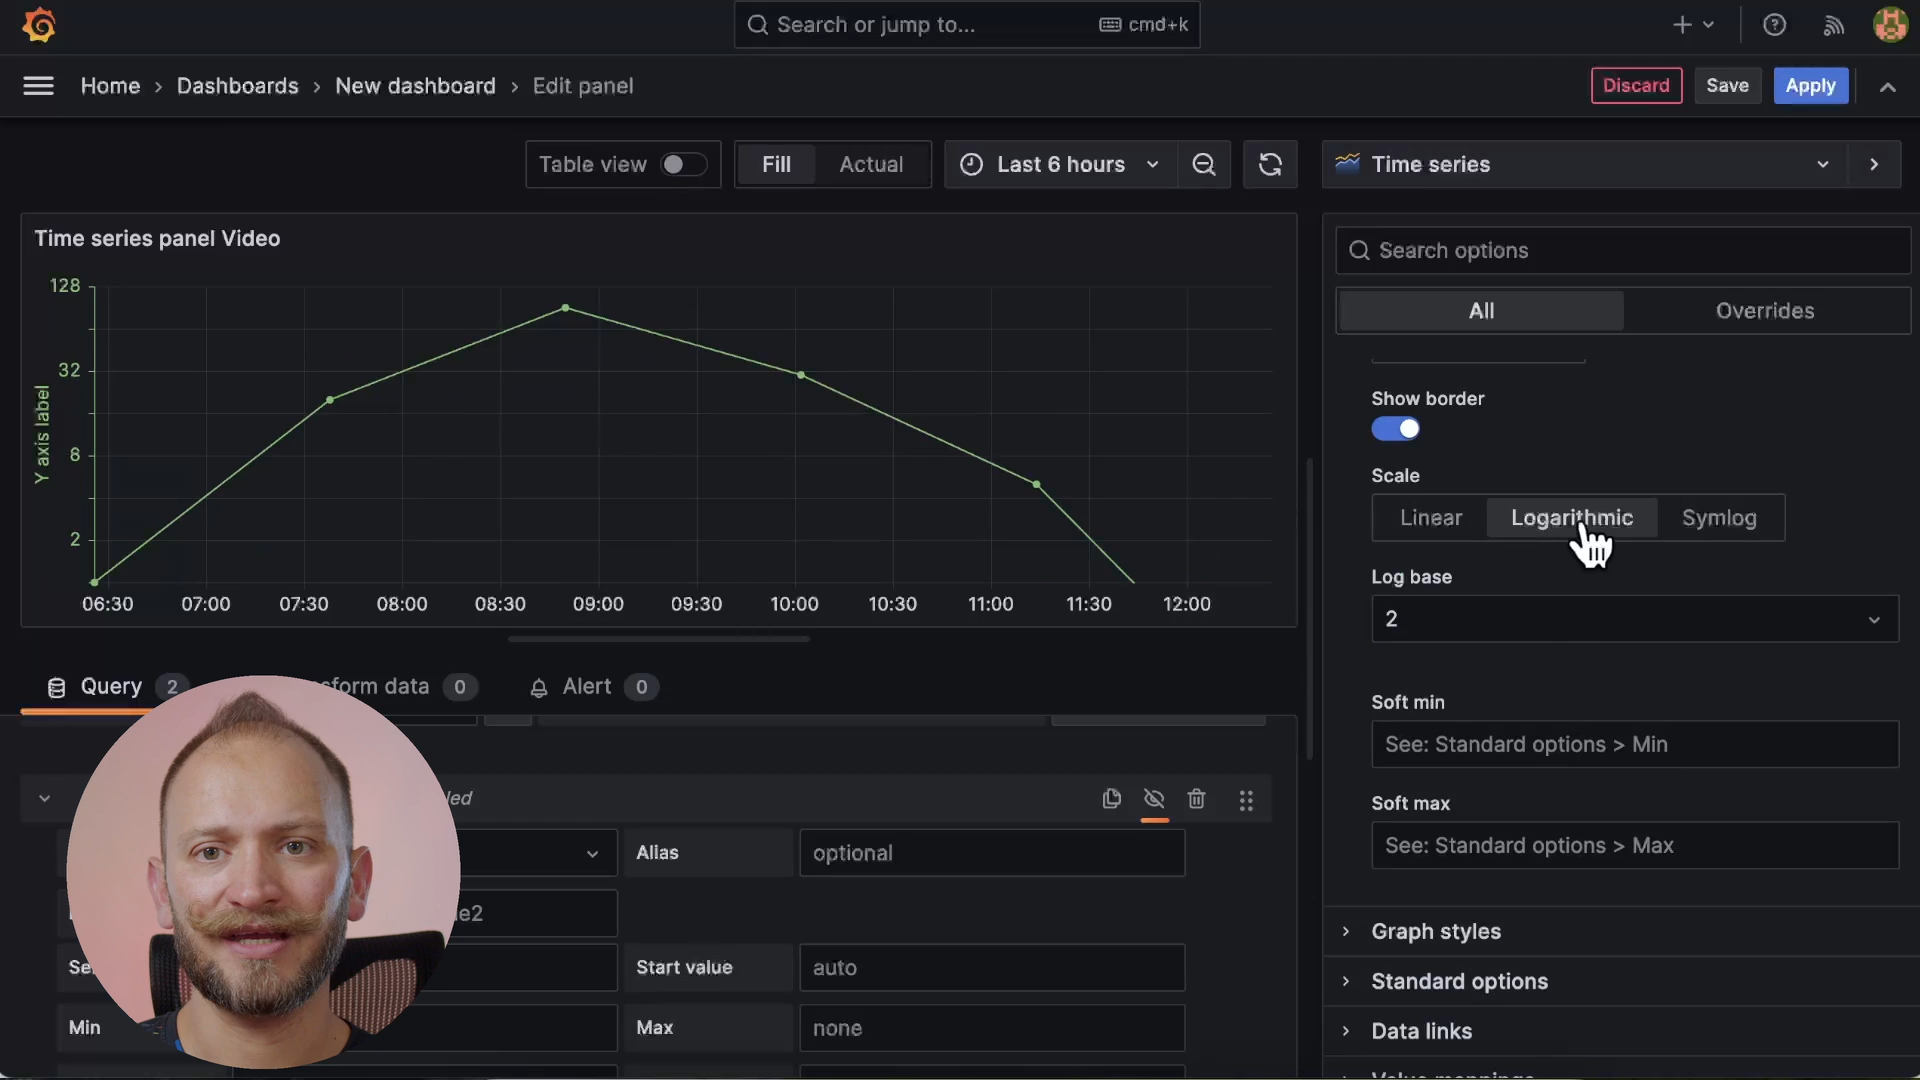 Search or jump to... cmd+k
Home › Dashboards › New dashboard › Edit panel
Discard Save Apply
Table view Fill Actual Last 6 hours
Time series
Time series panel Video
128
32
8
2
Y axis label
06:30 07:00 07:30 08:00 08:30 09:00 09:30 10:00 10:30 11:00 11:30 12:00
Search options
All Overrides
Show border
Scale
Linear Logarithmic Symlog
Log base
2
Soft min
See: Standard options > Min
Soft max
See: Standard options > Max
Graph styles
Standard options
Data links
Value mappings
Query 2 sform data 0 Alert 0
led
Alias optional
e2
Se Start value auto
Min Max none